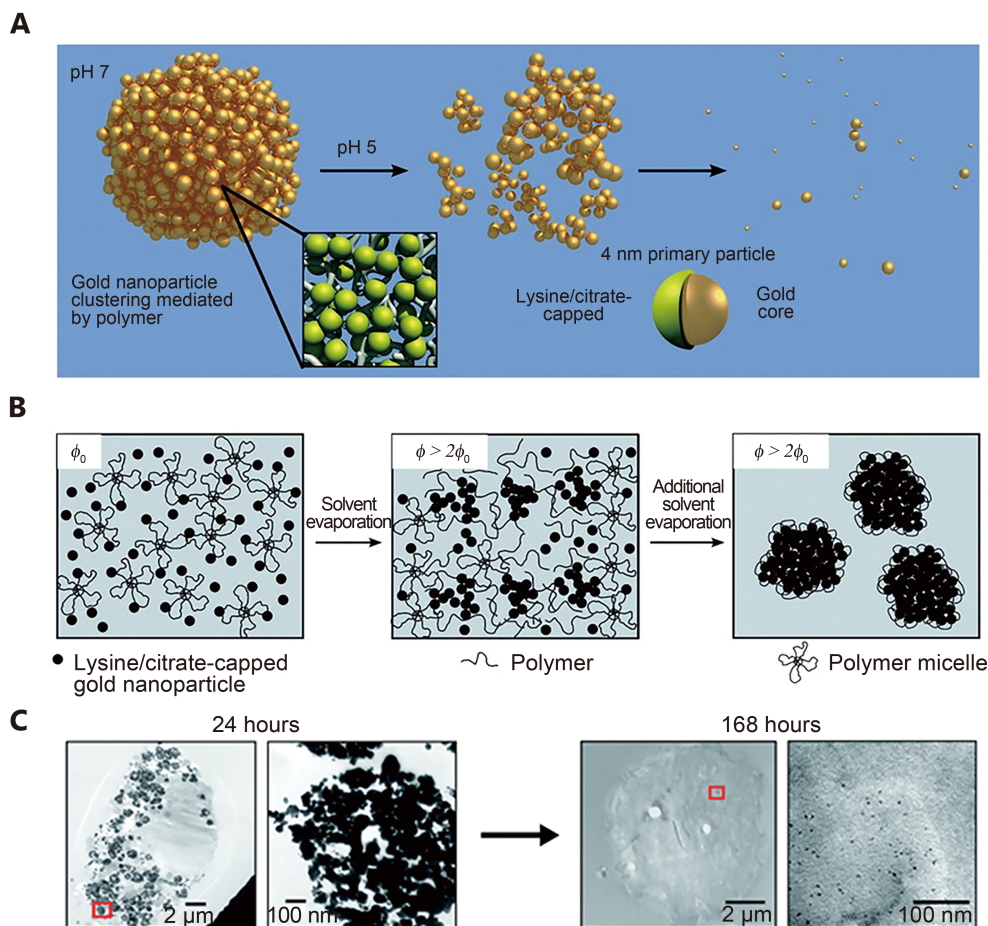 A
pH 7
pH 5
Gold nanoparticle
clustering mediated
by polymer
4 nm primary particle
Lysine/citrate-
capped
Gold
core
B
ϕ₀
Solvent
evaporation
ϕ > 2ϕ₀
Additional
solvent
evaporation
ϕ > 2ϕ₀
Lysine/citrate-capped
gold nanoparticle
Polymer
Polymer micelle
C
24 hours
168 hours
2 µm
100 nm
2 µm
100 nm